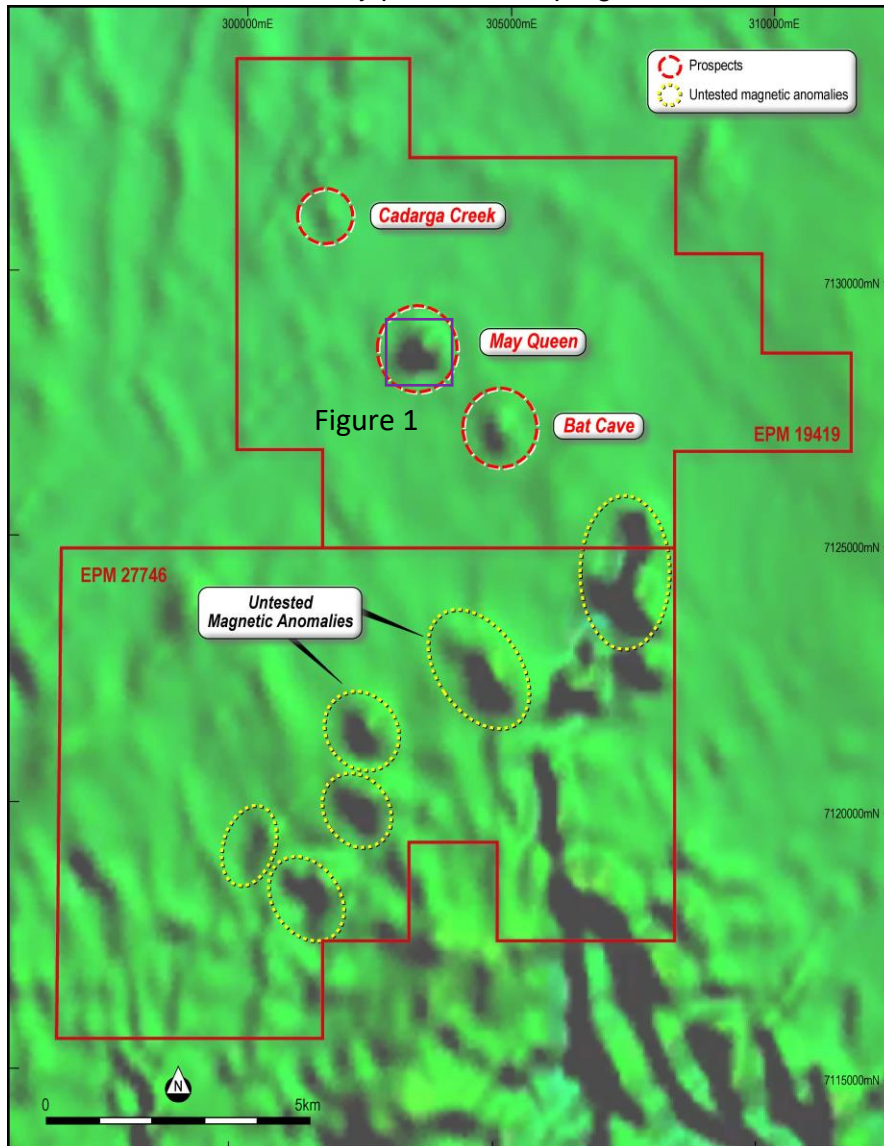 300000mE
305000mE
310000mE
Prospects
Untested magnetic anomalies
Cadarga Creek
7130000mN
May Queen
Figure 1
Bat Cave
EPM 19419
7125000mN
EPM 27746
Untested
Magnetic Anomalies
7120000mN
N
7115000mN
0
5km